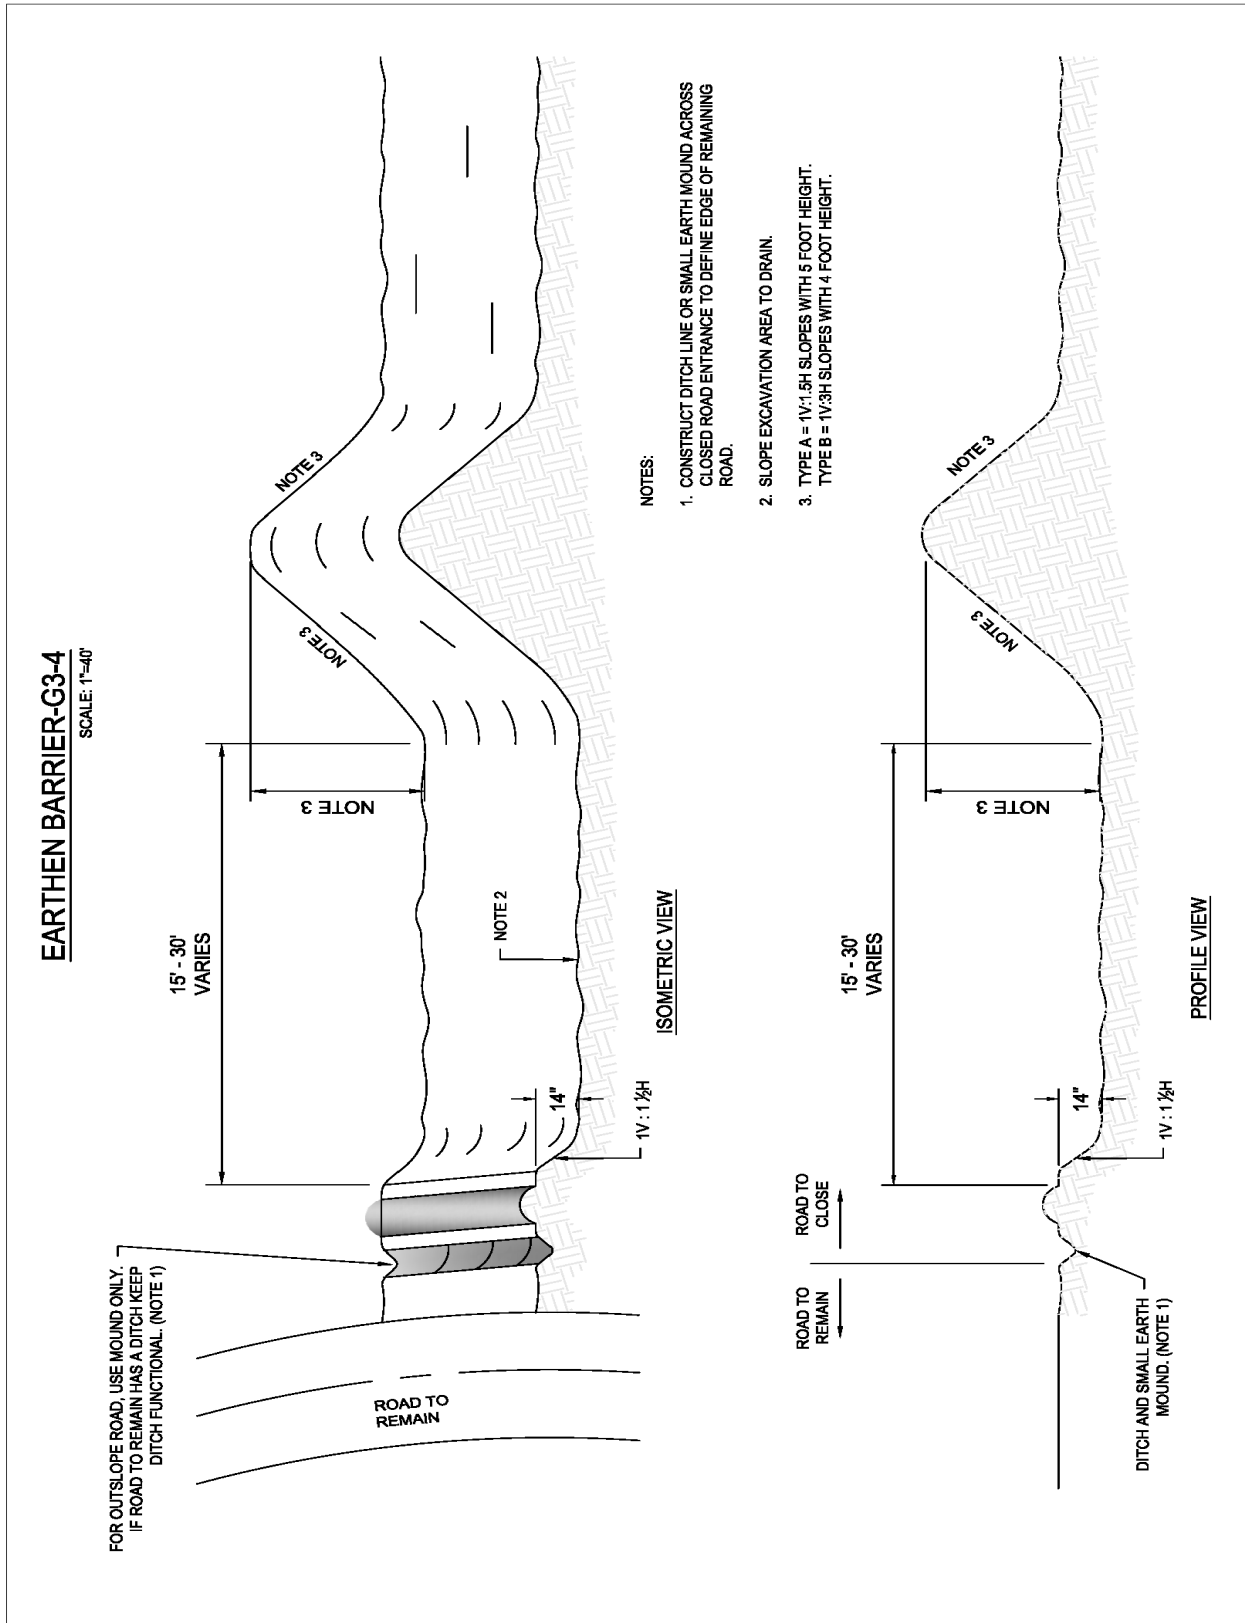 EARTHEN BARRIER-G3-4
SCALE: 1"=40'
FOR OUTSLOPE ROAD, USE MOUND ONLY.
IF ROAD TO REMAIN HAS A DITCH KEEP
DITCH FUNCTIONAL. (NOTE 1)
15' - 30'
VARIES
NOTE 3
NOTE 3
NOTE 3
ROAD TO
REMAIN
NOTE 2
14"
1V : 1 ½H
ISOMETRIC VIEW
NOTES:
1. CONSTRUCT DITCH LINE OR SMALL EARTH MOUND ACROSS
CLOSED ROAD ENTRANCE TO DEFINE EDGE OF REMAINING
ROAD.
2. SLOPE EXCAVATION AREA TO DRAIN.
3. TYPE A = 1V:1.5H SLOPES WITH 5 FOOT HEIGHT.
TYPE B = 1V:3H SLOPES WITH 4 FOOT HEIGHT.
ROAD TO
REMAIN
ROAD TO
CLOSE
15' - 30'
VARIES
NOTE 3
NOTE 3
NOTE 3
14"
1V : 1 ½H
DITCH AND SMALL EARTH
MOUND. (NOTE 1)
PROFILE VIEW